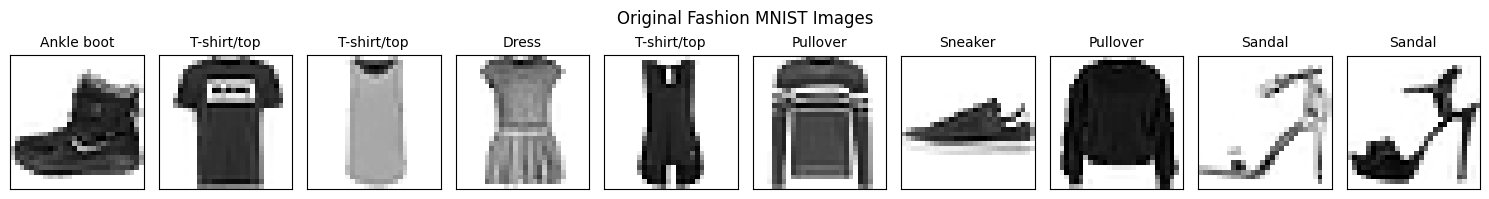 Original Fashion MNIST Images
Ankle boot T-shirt/top T-shirt/top Dress T-shirt/top Pullover Sneaker Pullover Sandal Sandal